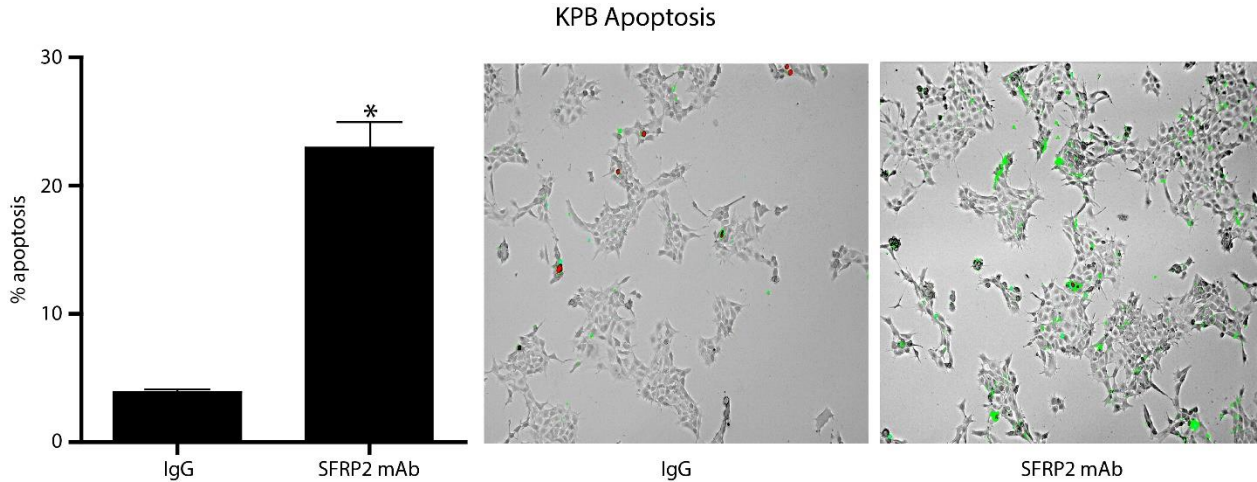 KPB Apoptosis
30
20
10
0
% apoptosis
*
IgG
SFRP2 mAb
IgG
SFRP2 mAb